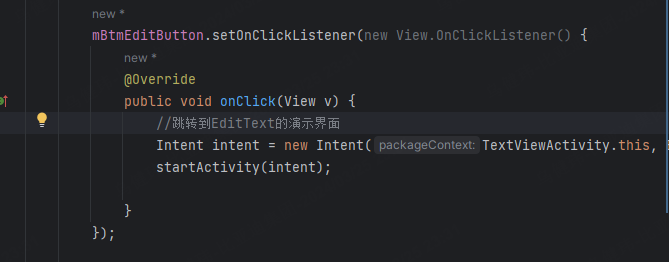 new *
mBtmEditButton.setOnClickListener(new View.OnClickListener() {
new *
@Override
public void onClick(View v) {
//跳转到EditText的演示界面
Intent intent = new Intent( packageContext: TextViewActivity.this,
startActivity(intent);
}
});